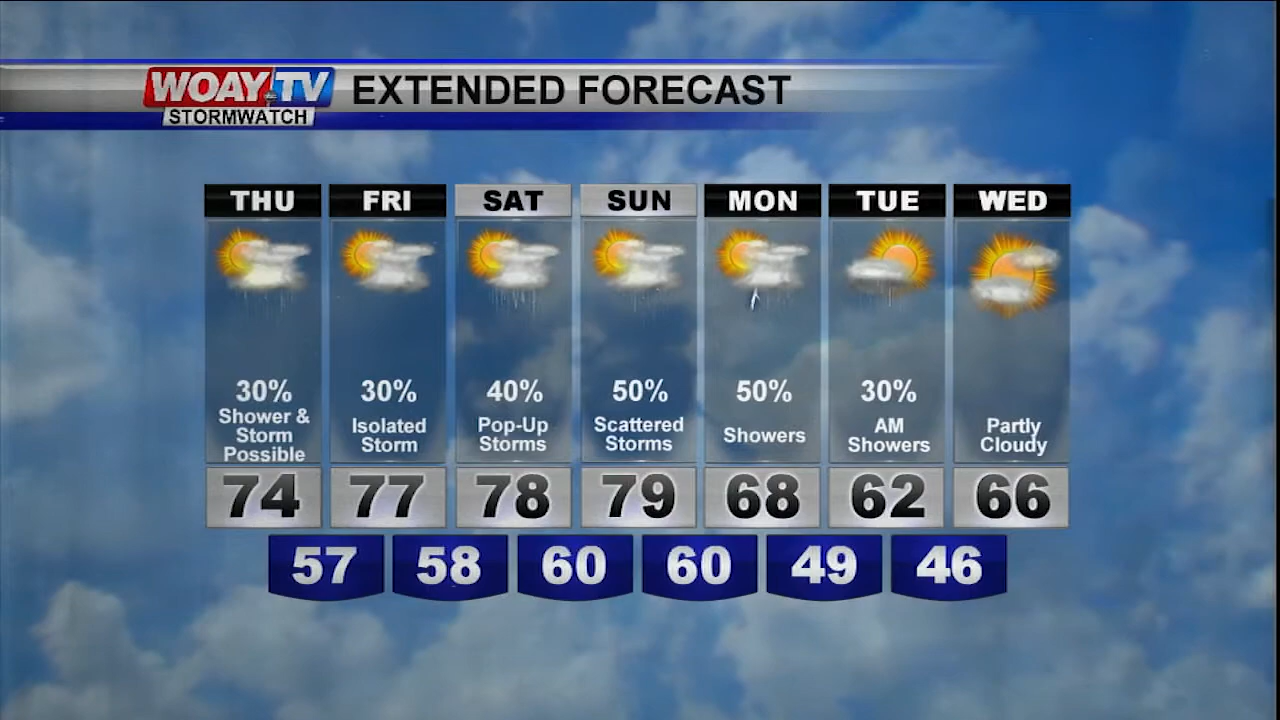 WOAY TV
STORMWATCH
EXTENDED FORECAST
THU
30%
Shower &
Storm
Possible
74
FRI
30%
Isolated
Storm
77
SAT
40%
Pop-Up
Storms
78
SUN
50%
Scattered
Storms
79
MON
50%
Showers
68
TUE
30%
AM
Showers
62
WED
Partly
Cloudy
66
57
58
60
60
49
46